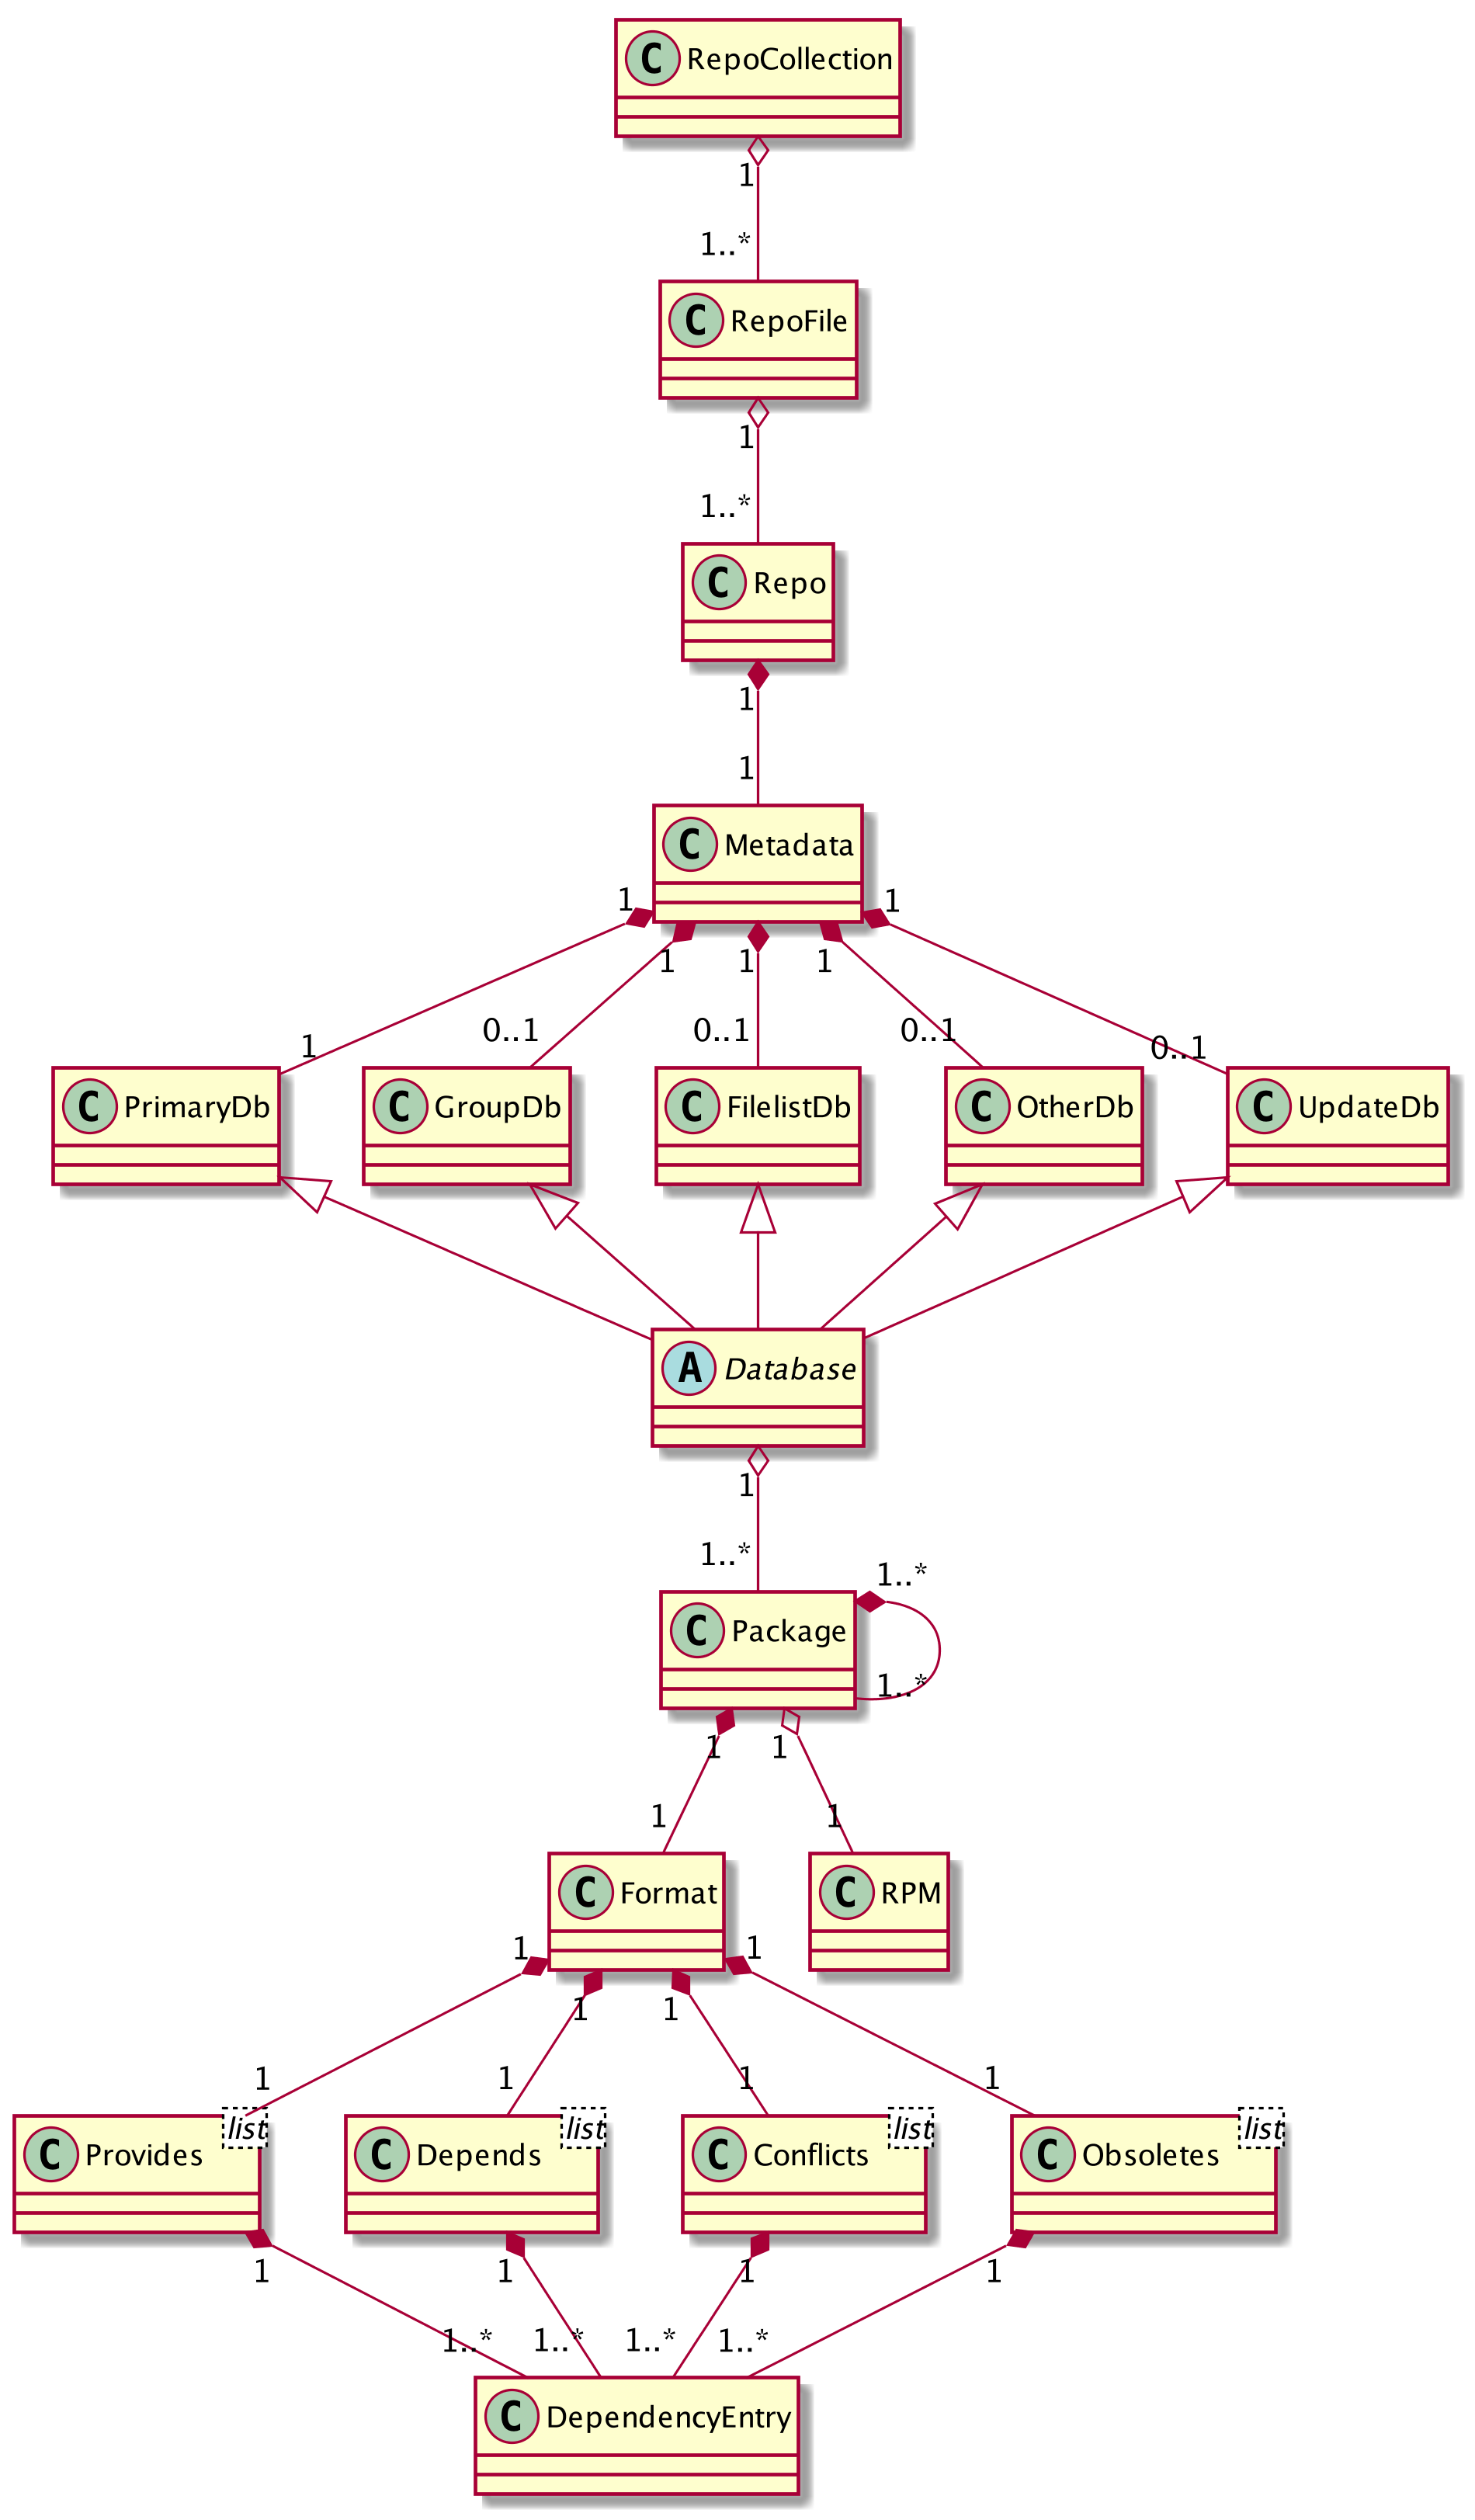 C RepoCollection
1
1..*
C RepoFile
1
1..*
C Repo
1
1
C Metadata
1 1
1 1 1
0..1 0..1 0..1
1 0..1
C PrimaryDb
C GroupDb
C FilelistDb
C OtherDb
C UpdateDb
A Database
1
1..*
1..*
C Package
1..*
1 1
1 1
C Format
C RPM
1 1
1 1
1 1 1 1
list
C Provides
list
C Depends
list
C Conflicts
list
C Obsoletes
1 1 1 1
1..* 1..* 1..* 1..*
C DependencyEntry